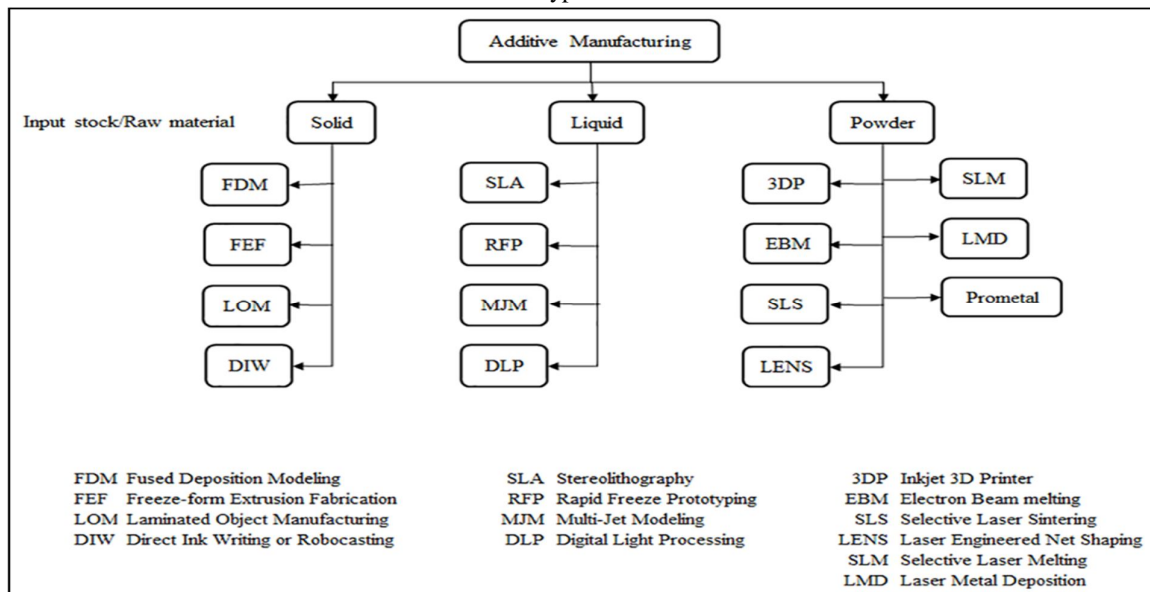 Additive Manufacturing
Input stock/Raw material
Solid
Liquid
Powder
FDM
FEF
LOM
DIW
SLA
RFP
MJM
DLP
3DP
EBM
SLS
LENS
SLM
LMD
Prometal
FDM Fused Deposition Modeling
FEF Freeze-form Extrusion Fabrication
LOM Laminated Object Manufacturing
DIW Direct Ink Writing or Robocasting
SLA Stereolithography
RFP Rapid Freeze Prototyping
MJM Multi-Jet Modeling
DLP Digital Light Processing
3DP Inkjet 3D Printer
EBM Electron Beam melting
SLS Selective Laser Sintering
LENS Laser Engineered Net Shaping
SLM Selective Laser Melting
LMD Laser Metal Deposition